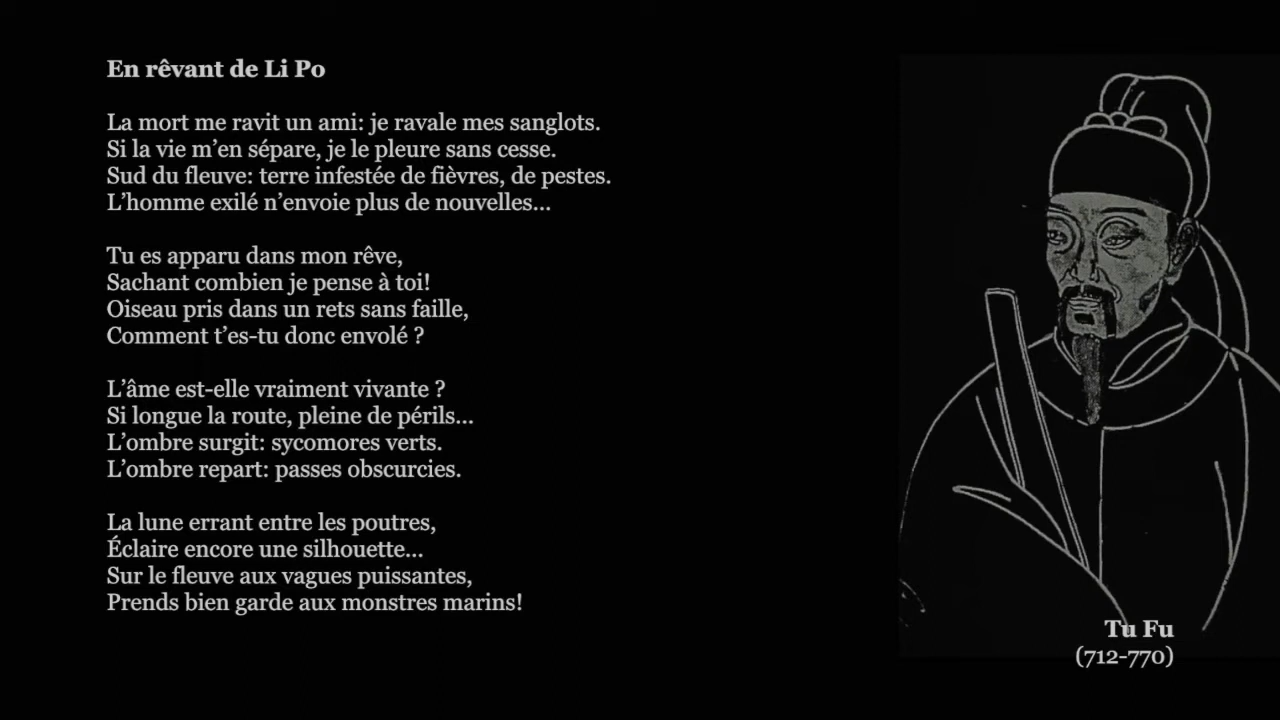 En rêvant de Li Po
La mort me ravit un ami: je ravale mes sanglots.
Si la vie m’en sépare, je le pleure sans cesse.
Sud du fleuve: terre infestée de fièvres, de pestes.
L’homme exilé n’envoie plus de nouvelles...
Tu es apparu dans mon rêve,
Sachant combien je pense à toi!
Oiseau pris dans un rets sans faille,
Comment t’es-tu donc envolé ?
L’âme est-elle vraiment vivante ?
Si longue la route, pleine de périls...
L’ombre surgit: sycomores verts.
L’ombre repart: passes obscurcies.
La lune errant entre les poutres,
Éclaire encore une silhouette...
Sur le fleuve aux vagues puissantes,
Prends bien garde aux monstres marins!
Tu Fu
(712-770)